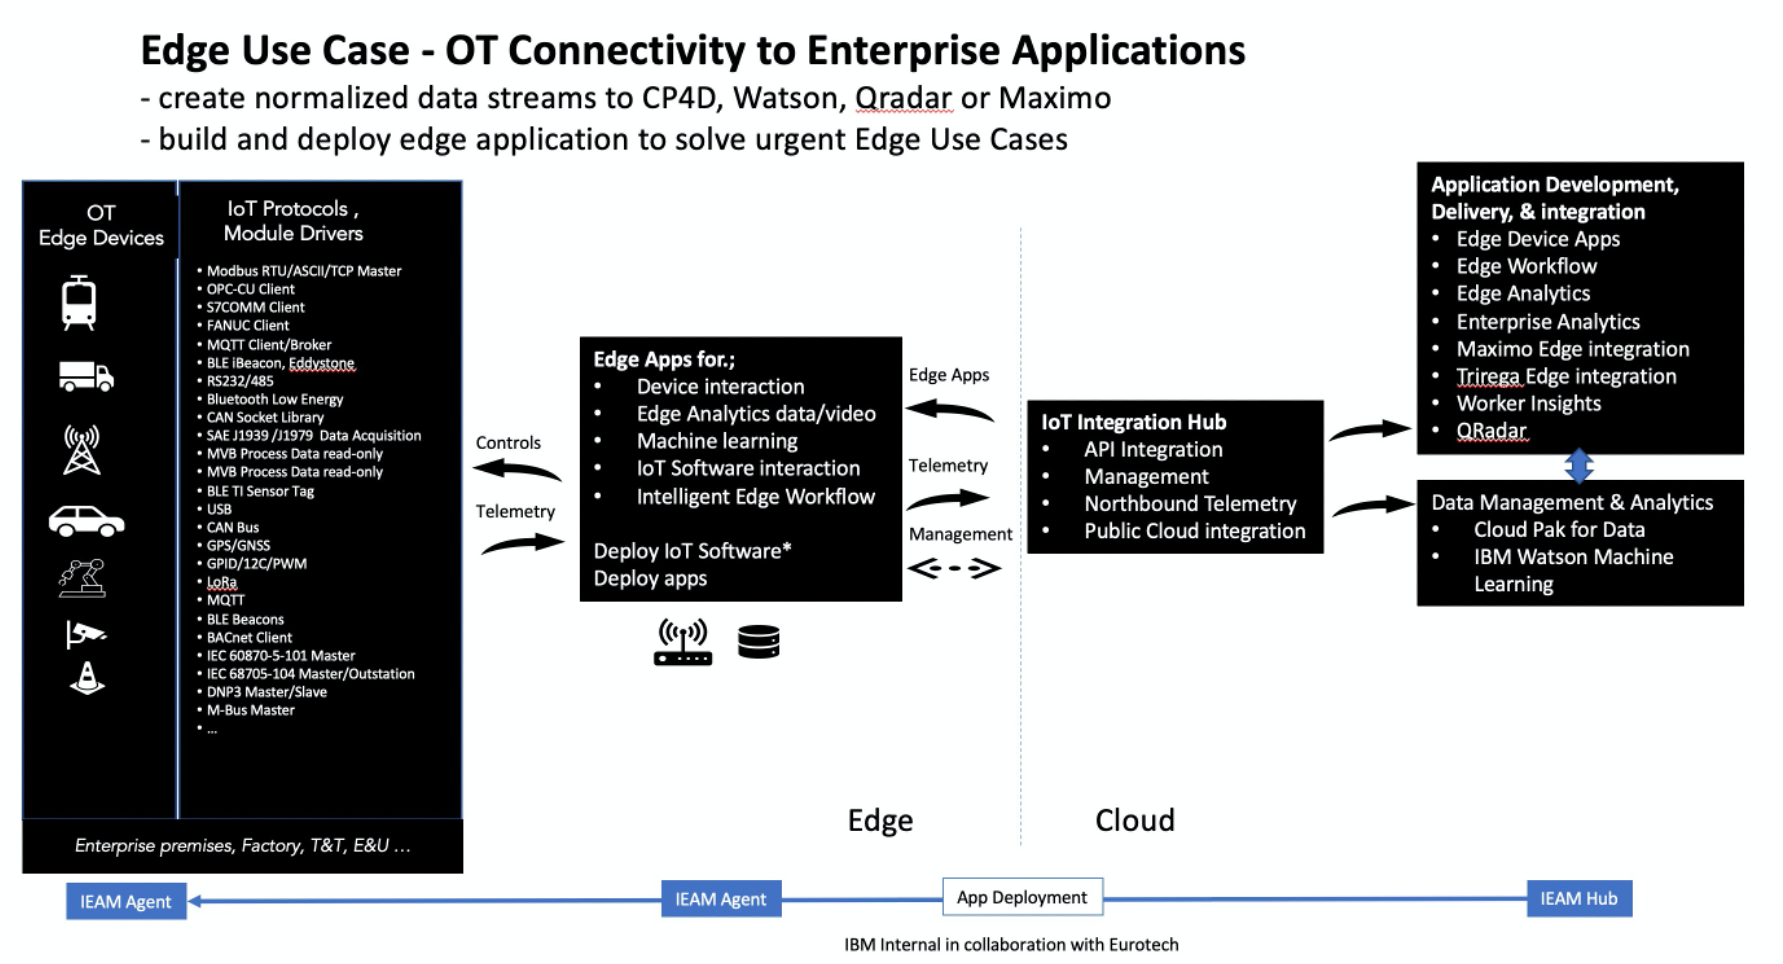 Edge Use Case - OT Connectivity to Enterprise Applications
- create normalized data streams to CP4D, Watson, Qradar or Maximo
- build and deploy edge application to solve urgent Edge Use Cases
OT
Edge Devices
IoT Protocols ,
Module Drivers
• Modbus RTU/ASCII/TCP Master
• OPC-CU Client
• S7COMM Client
• FANUC Client
• MQTT Client/Broker
• BLE iBeacon, Eddystone
• RS232/485
• Bluetooth Low Energy
• CAN Socket Library
• SAE J1939 /J1979 Data Acquisition
• MVB Process Data read-only
• MVB Process Data read-only
• BLE TI Sensor Tag
• USB
• CAN Bus
• GPS/GNSS
• GPID/12C/PWM
• LoRa
• MQTT
• BLE Beacons
• BACnet Client
• IEC 60870-5-101 Master
• IEC 68705-104 Master/Outstation
• DNP3 Master/Slave
• M-Bus Master
• ...
Enterprise premises, Factory, T&T, E&U ...
Controls
Telemetry
Edge Apps for.;
• Device interaction
• Edge Analytics data/video
• Machine learning
• IoT Software interaction
• Intelligent Edge Workflow
Deploy IoT Software*
Deploy apps
Edge Apps
Telemetry
Management
IoT Integration Hub
• API Integration
• Management
• Northbound Telemetry
• Public Cloud integration
Application Development,
Delivery, & integration
• Edge Device Apps
• Edge Workflow
• Edge Analytics
• Enterprise Analytics
• Maximo Edge integration
• Trirega Edge integration
• Worker Insights
• QRadar
Data Management & Analytics
• Cloud Pak for Data
• IBM Watson Machine
Learning
Edge
Cloud
IEAM Agent
IEAM Agent
App Deployment
IEAM Hub
IBM Internal in collaboration with Eurotech